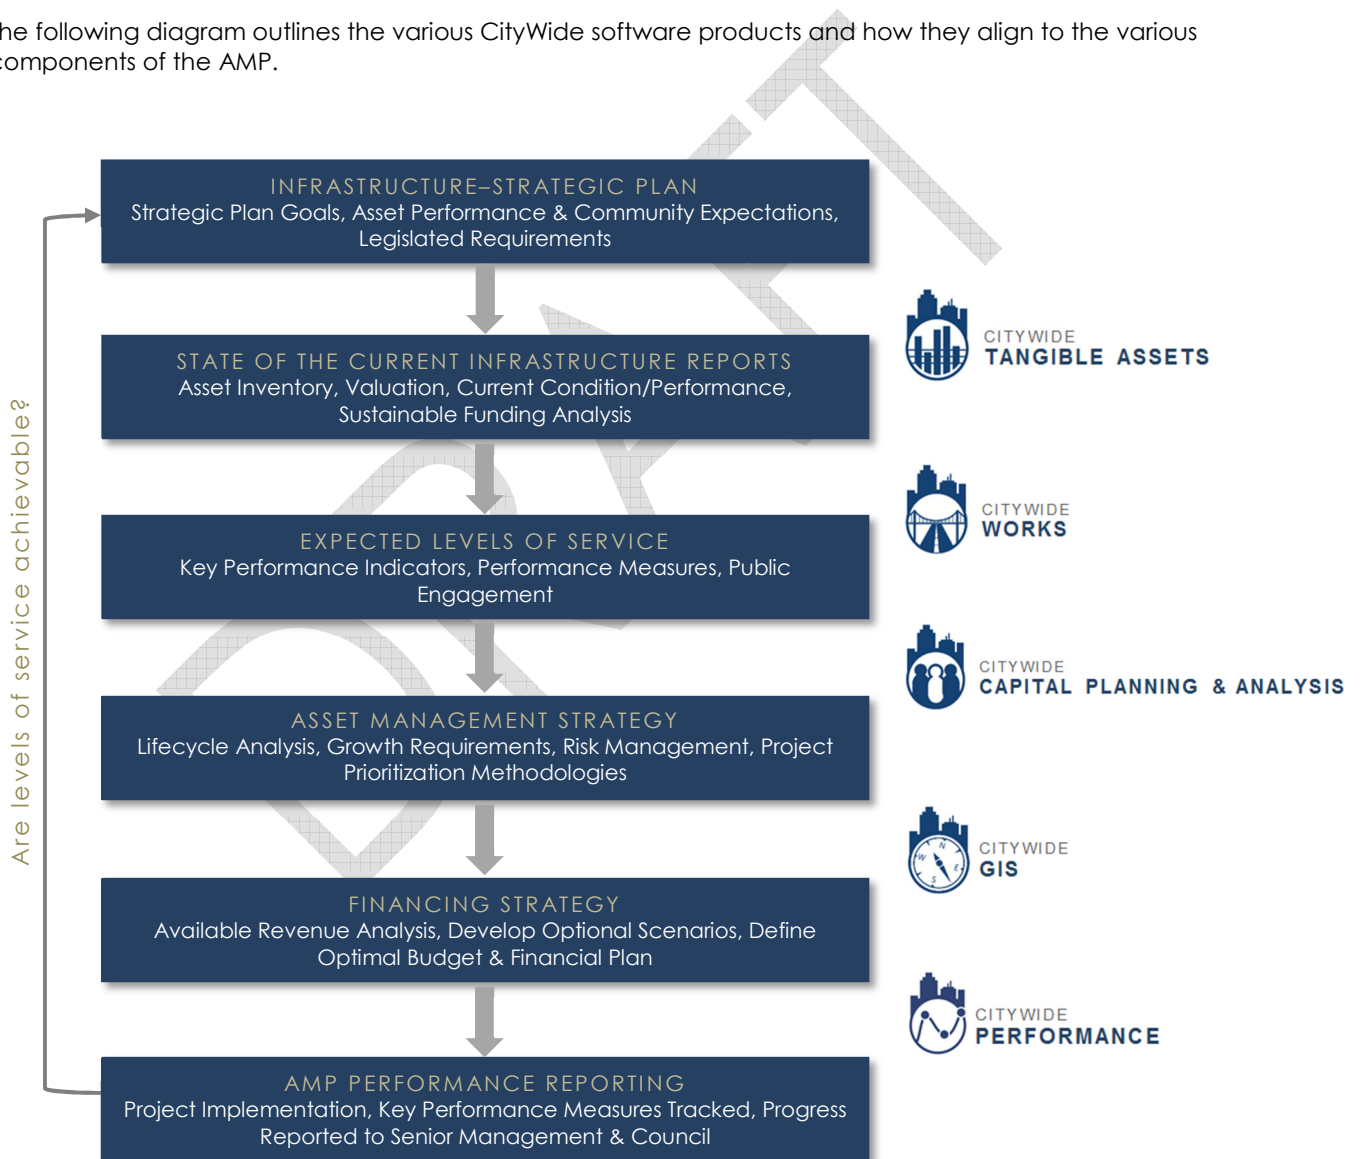 he following diagram outlines the various CityWide software products and how they align to the various
components of the AMP.
INFRASTRUCTURE–STRATEGIC PLAN
Strategic Plan Goals, Asset Performance & Community Expectations,
Legislated Requirements
STATE OF THE CURRENT INFRASTRUCTURE REPORTS
Asset Inventory, Valuation, Current Condition/Performance,
Sustainable Funding Analysis
EXPECTED LEVELS OF SERVICE
Key Performance Indicators, Performance Measures, Public
Engagement
ASSET MANAGEMENT STRATEGY
Lifecycle Analysis, Growth Requirements, Risk Management, Project
Prioritization Methodologies
FINANCING STRATEGY
Available Revenue Analysis, Develop Optional Scenarios, Define
Optimal Budget & Financial Plan
AMP PERFORMANCE REPORTING
Project Implementation, Key Performance Measures Tracked, Progress
Reported to Senior Management & Council
Are levels of service achievable?
CITYWIDE
TANGIBLE ASSETS
CITYWIDE
WORKS
CITYWIDE
CAPITAL PLANNING & ANALYSIS
N
W
E
S
CITYWIDE
GIS
CITYWIDE
PERFORMANCE
DRAFT